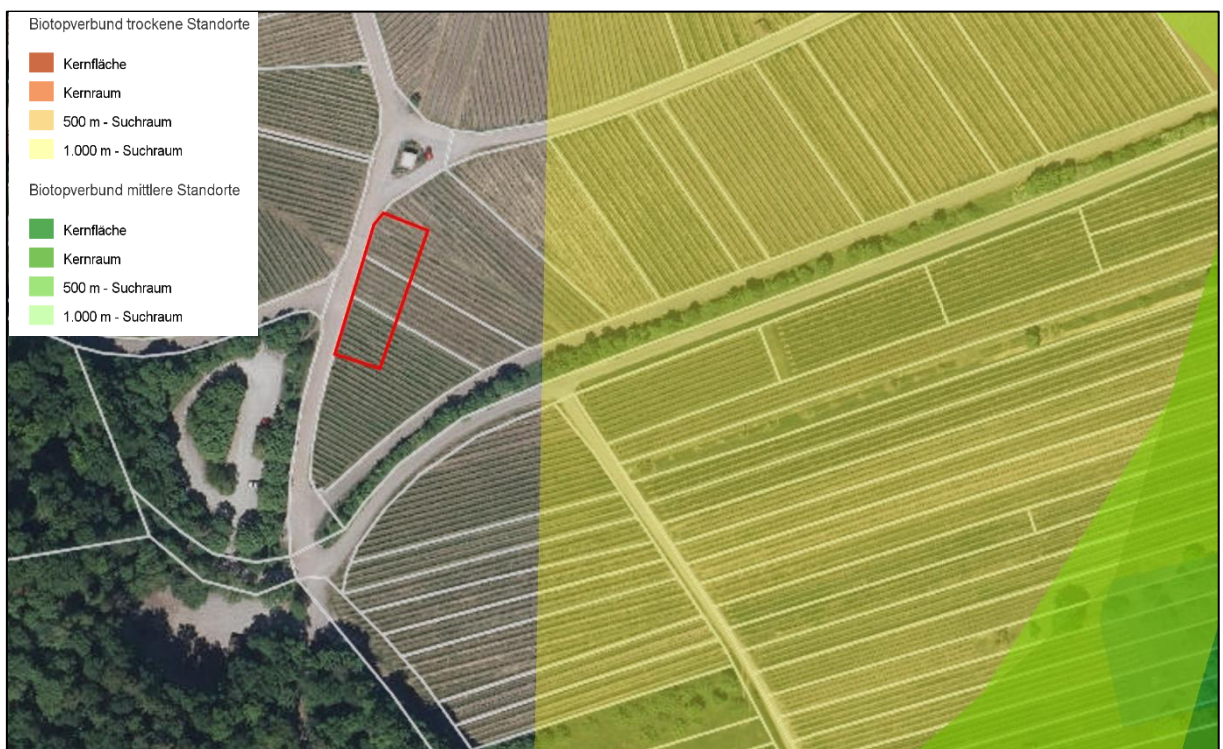 Biotopverbund trockene Standorte
Kernfläche
Kernraum
500 m - Suchraum
1.000 m - Suchraum
Biotopverbund mittlere Standorte
Kernfläche
Kernraum
500 m - Suchraum
1.000 m - Suchraum